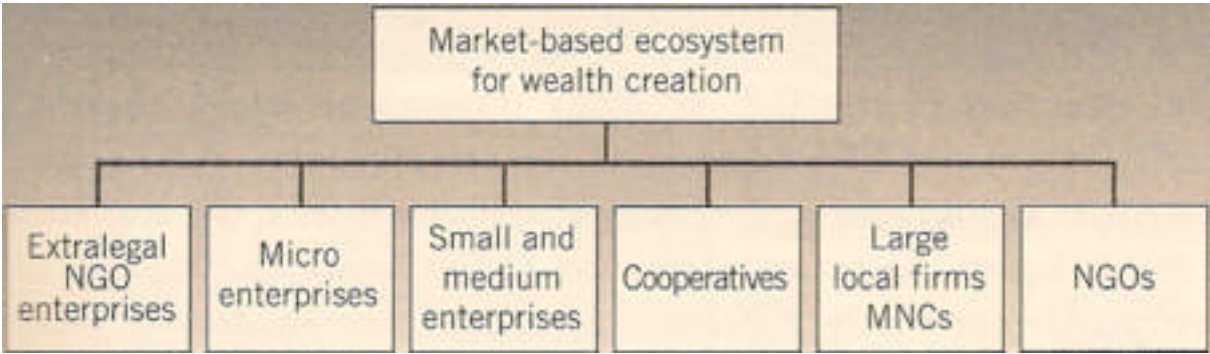 Market-based ecosystem
for wealth creation
Extralegal
NGO
enterprises
Micro
enterprises
Small and
medium
enterprises
Cooperatives
Large
local firms
MNCs
NGOs